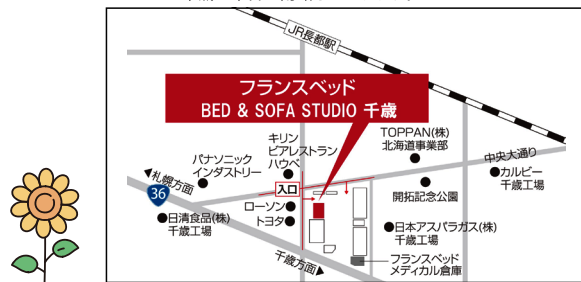 JR長都駅
フランスベッド
BED & SOFA STUDIO 千歳
TOPPAN(株)
北海道事業部
キリン
ビアレストラン
ハウベ
パナソニック
インダストリー
中央大通り
カルビー
千歳工場
◀札幌方面
36
入口
開拓記念公園
ローソン
トヨタ
日清食品(株)
千歳工場
日本アスパラガス(株)
千歳工場
千歳方面▶
フランスベッド
メディカル倉庫